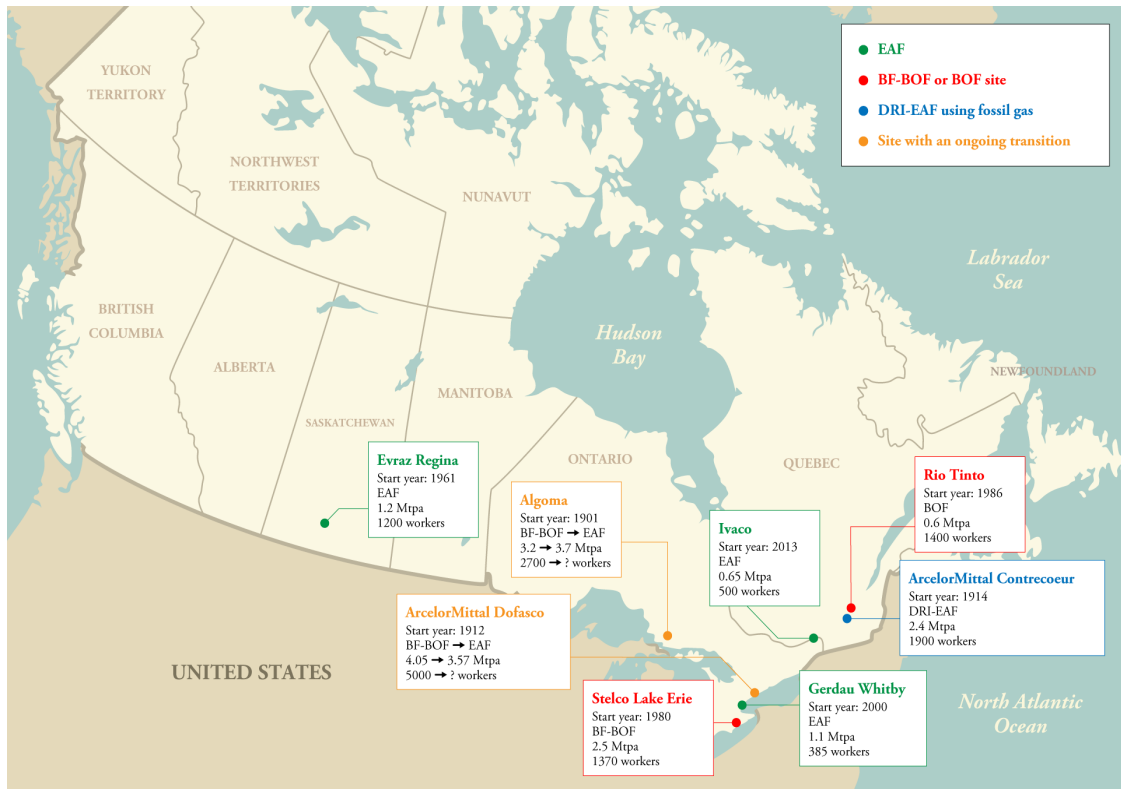 EAF
BF-BOF or BOF site
DRI-EAF using fossil gas
Site with an ongoing transition
YUKON
TERRITORY
NORTHWEST
TERRITORIES
NUNAVUT
Labrador
Sea
BRITISH
COLUMBIA
ALBERTA
SASKATCHEWAN
MANITOBA
Hudson
Bay
ONTARIO
QUEBEC
NEWFOUNDLAND
Evraz Regina
Start year: 1961
EAF
1.2 Mtpa
1200 workers
Algoma
Start year: 1901
BF-BOF → EAF
3.2 → 3.7 Mtpa
2700 → ? workers
Ivaco
Start year: 2013
EAF
0.65 Mtpa
500 workers
Rio Tinto
Start year: 1986
BOF
0.6 Mtpa
1400 workers
ArcelorMittal Contrecoeur
Start year: 1914
DRI-EAF
2.4 Mtpa
1900 workers
ArcelorMittal Dofasco
Start year: 1912
BF-BOF → EAF
4.05 → 3.57 Mtpa
5000 → ? workers
UNITED STATES
Stelco Lake Erie
Start year: 1980
BF-BOF
2.5 Mtpa
1370 workers
Gerdau Whitby
Start year: 2000
EAF
1.1 Mtpa
385 workers
North Atlantic
Ocean